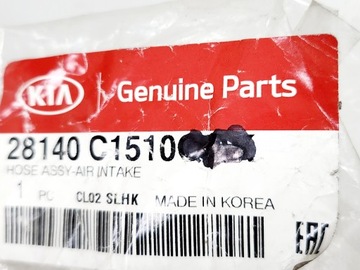 KIA
Genuine Parts
28140 C1510
HOSE ASSY-AIR INTAKE
1 PC CL02 SLHK MADE IN KOREA
EAC